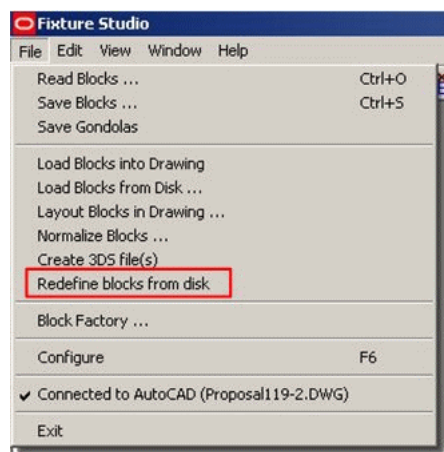 Fixture Studio
File Edit View Window Help
Read Blocks ... Ctrl+O
Save Blocks ... Ctrl+S
Save Gondolas
Load Blocks into Drawing
Load Blocks from Disk ...
Layout Blocks in Drawing ...
Normalize Blocks ...
Create 3DS file(s)
Redefine blocks from disk
Block Factory ...
Configure F6
Connected to AutoCAD (Proposal119-2.DWG)
Exit